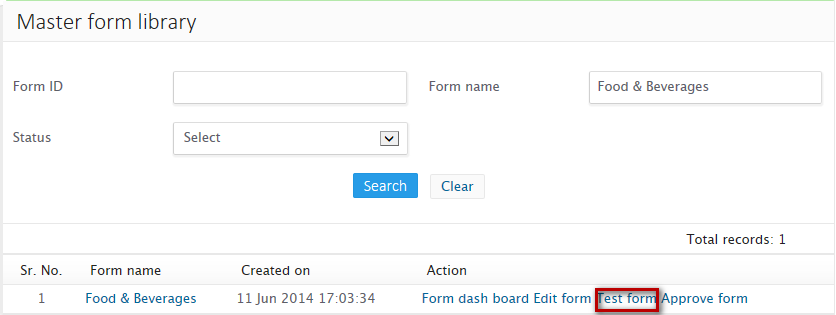 Master form library
Form ID
Form name Food & Beverages
Status Select
Search Clear
Total records: 1
Sr. No. Form name Created on Action
1 Food & Beverages 11 Jun 2014 17:03:34 Form dash board Edit form Test form Approve form